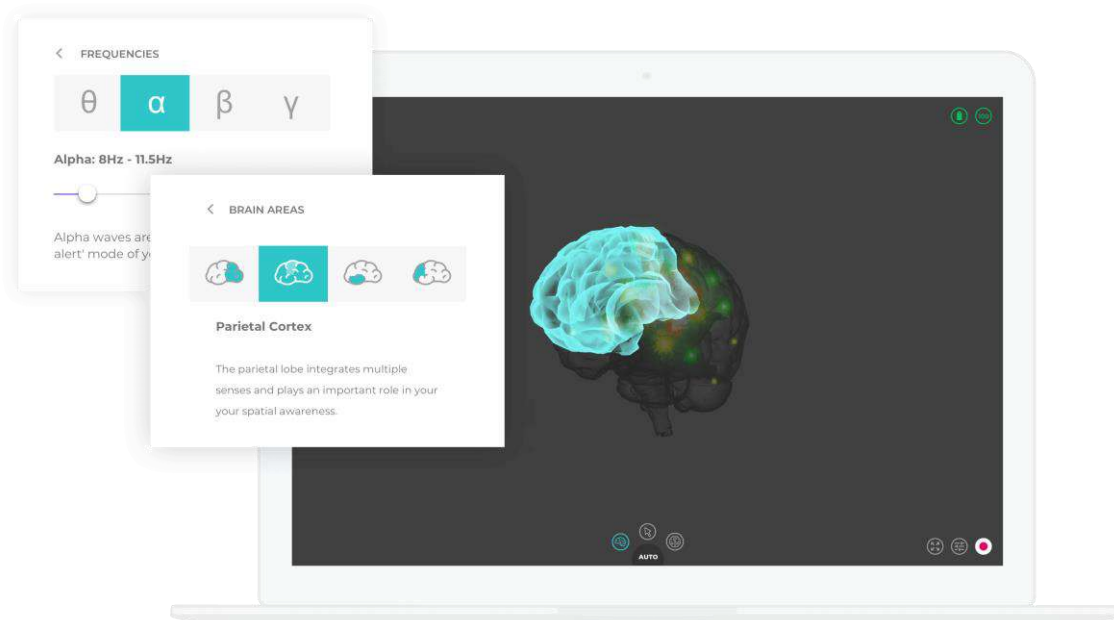 FREQUENCIES
θ α β γ
Alpha: 8Hz - 11.5Hz
Alpha waves are
alert' mode of y
BRAIN AREAS
Parietal Cortex
The parietal lobe integrates multiple
senses and plays an important role in your
your spatial awareness.
AUTO